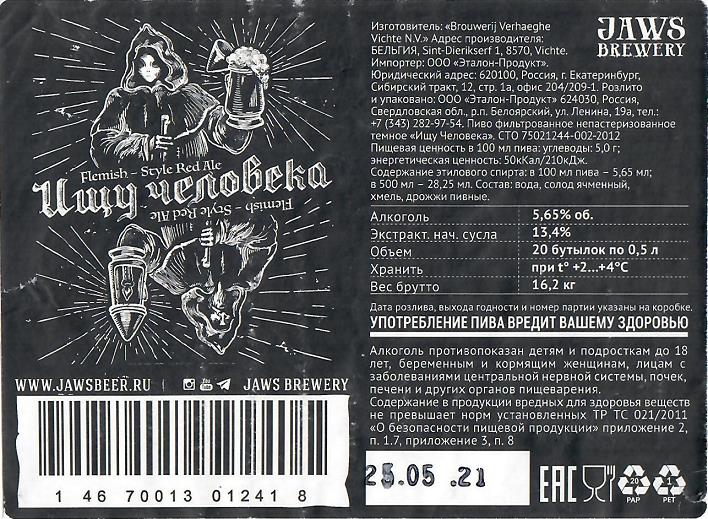 Flemish - Style Red Ale
Ищу человека
Flemish - Style Red Ale
WWW.JAWSBEER.RU | JAWS BREWERY
1 46 70013 01241 8
JAWS
BREWERY
Изготовитель: «Brouwerij Verhaeghe
Vichte N.V.» Адрес производителя:
БЕЛЬГИЯ, Sint-Dierikserf 1, 8570, Vichte.
Импортер: ООО «Эталон-Продукт».
Юридический адрес: 620100, Россия, г. Екатеринбург,
Сибирский тракт, 12, стр. 1а, офис 204/209-1. Розлито
и упаковано: ООО «Эталон-Продукт» 624030, Россия,
Свердловская обл., р.п. Белоярский, ул. Ленина, 19а, тел.:
+7 (343) 282-97-54. Пиво фильтрованное непастеризованное
темное «Ищу Человека». СТО 75021244-002-2012
Пищевая ценность в 100 мл пива: углеводы: 5,0 г;
энергетическая ценность: 50кКал/210кДж.
Содержание этилового спирта: в 100 мл пива – 5,65 мл;
в 500 мл – 28,25 мл. Состав: вода, солод ячменный,
хмель, дрожжи пивные.
Алкоголь 5,65% об.
Экстракт. нач. сусла 13,4%
Объем 20 бутылок по 0,5 л
Хранить при t° +2...+4°С
Вес брутто 16,2 кг
Дата розлива, выхода годности и номер партии указаны на коробке.
УПОТРЕБЛЕНИЕ ПИВА ВРЕДИТ ВАШЕМУ ЗДОРОВЬЮ
Алкоголь противопоказан детям и подросткам до 18
лет, беременным и кормящим женщинам, лицам с
заболеваниями центральной нервной системы, почек,
печени и других органов пищеварения.
Содержание в продукции вредных для здоровья веществ
не превышает норм установленных ТР ТС 021/2011
«О безопасности пищевой продукции» приложение 2,
п. 1.7, приложение 3, п. 8
25.05 .21
EAC
20
PAP
1
PET